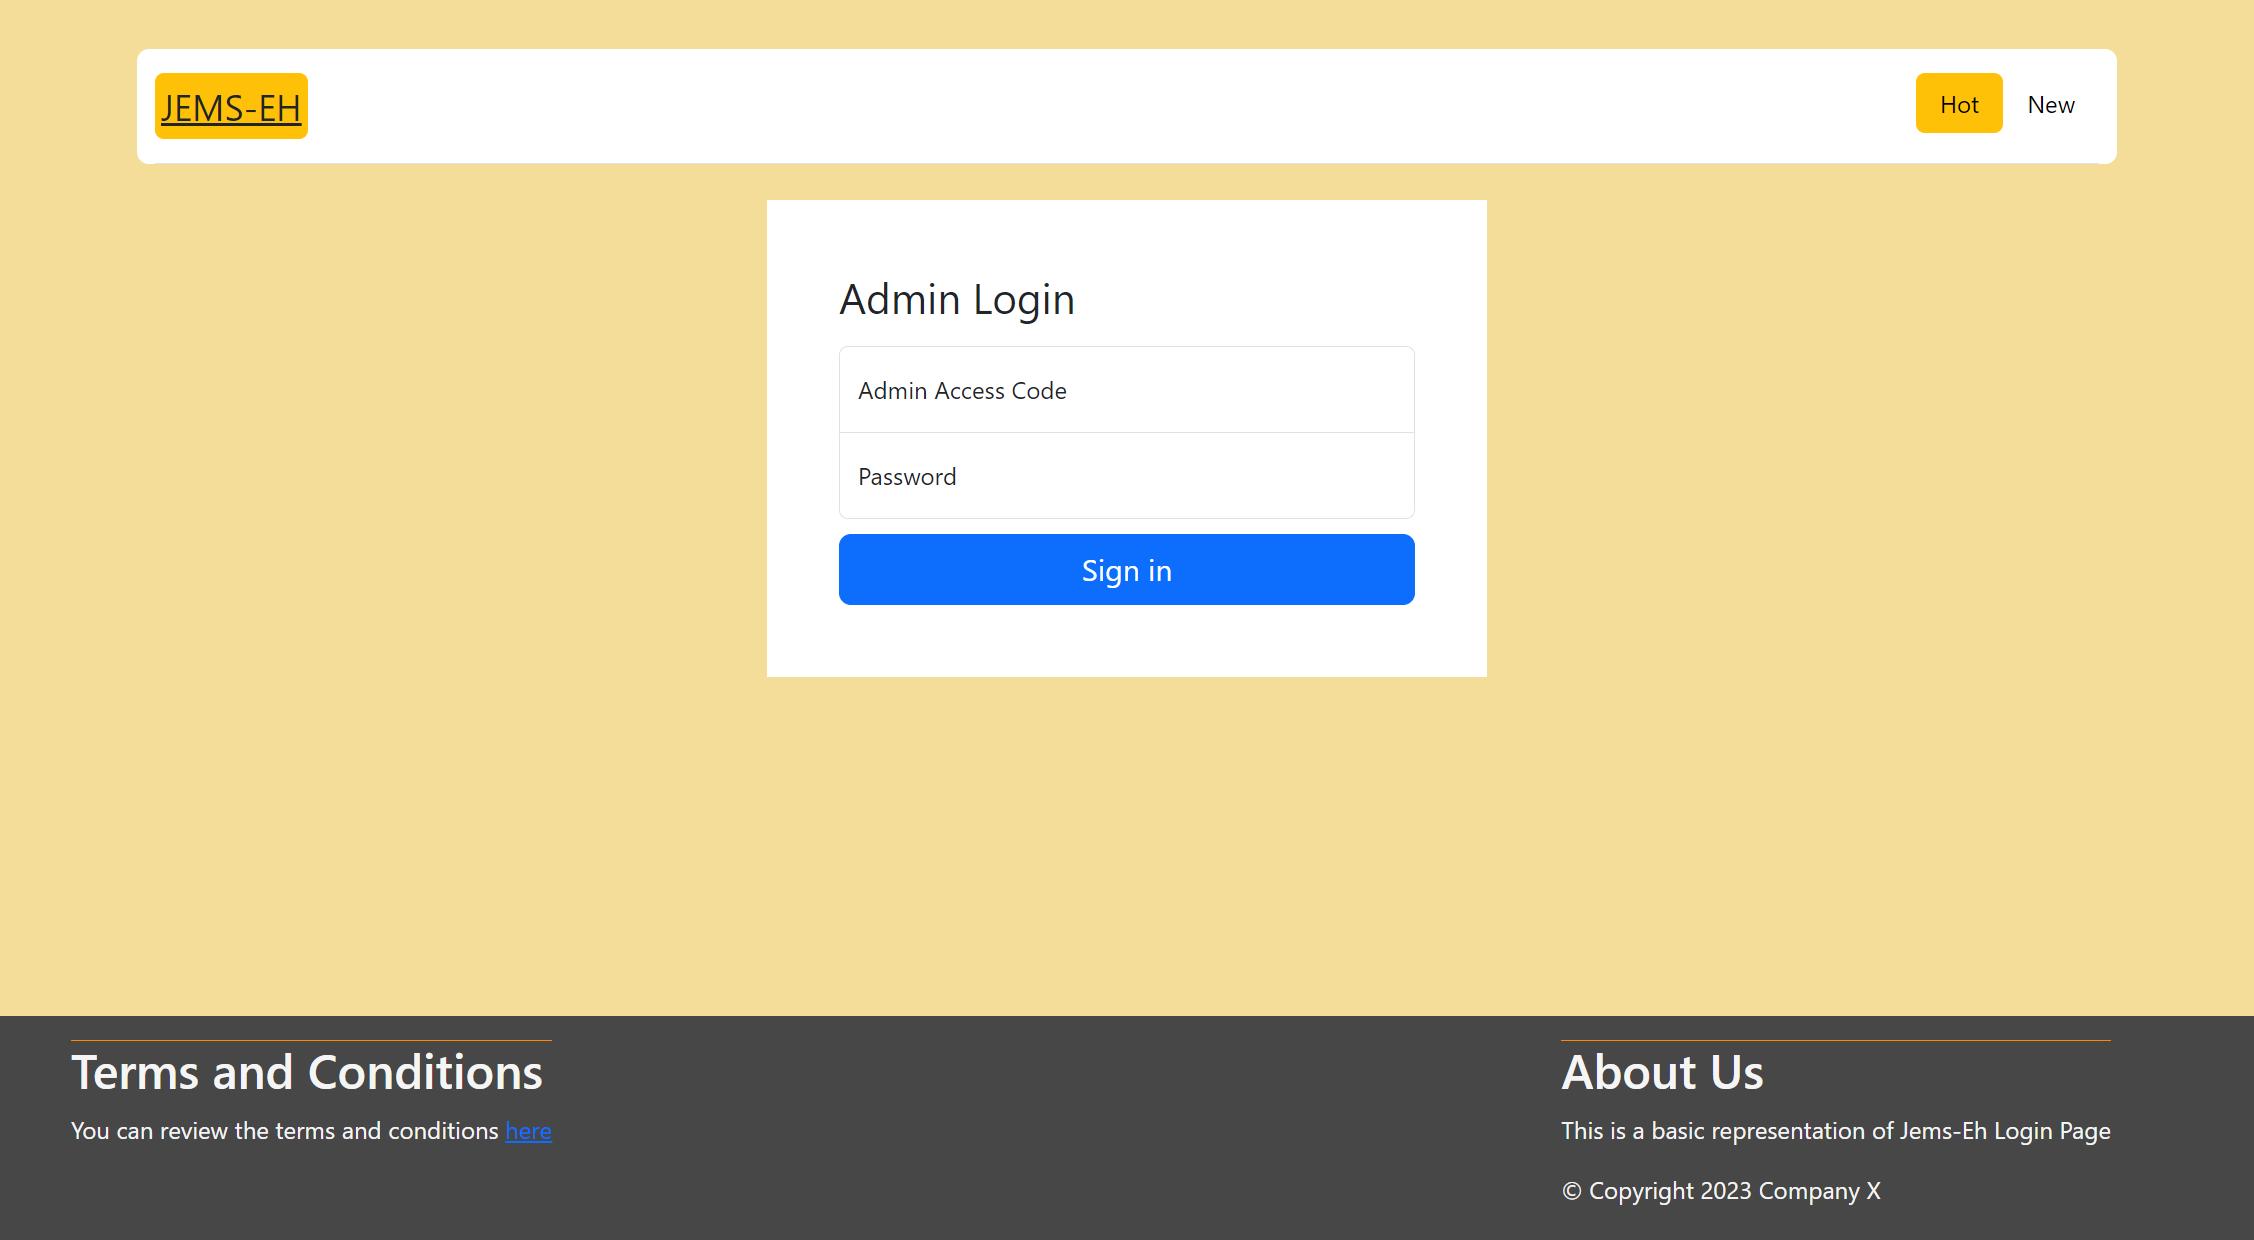 JEMS-EH
Hot
New
Admin Login
Admin Access Code
Password
Sign in
Terms and Conditions
You can review the terms and conditions here
About Us
This is a basic representation of Jems-Eh Login Page
© Copyright 2023 Company X